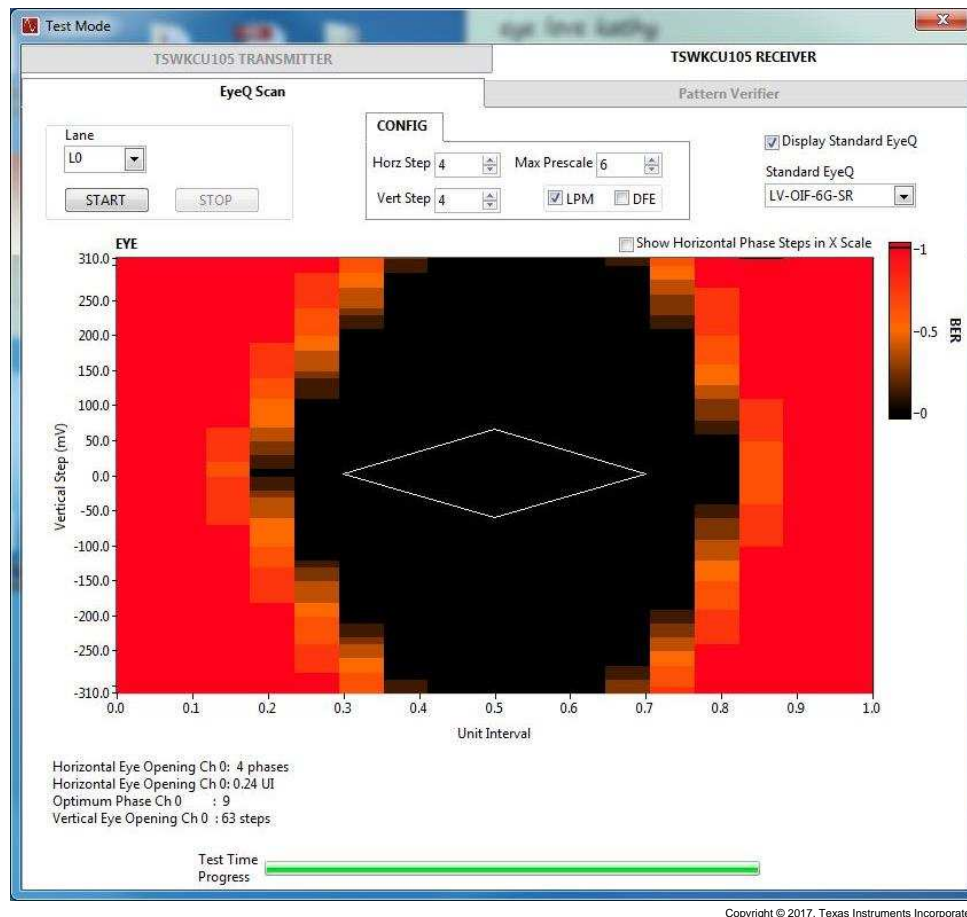 Test Mode
eye love kathy
TSWKCU105 TRANSMITTER
TSWKCU105 RECEIVER
EyeQ Scan
Pattern Verifier
Lane
L0
START
STOP
CONFIG
Horz Step 4
Max Prescale 6
Vert Step 4
LPM
DFE
Display Standard EyeQ
Standard EyeQ
LV-OIF-6G-SR
EYE
Show Horizontal Phase Steps in X Scale
310.0
250.0
200.0
150.0
100.0
50.0
0.0
-50.0
-100.0
-150.0
-200.0
-250.0
-310.0
Vertical Step (mV)
0.0 0.1 0.2 0.3 0.4 0.5 0.6 0.7 0.8 0.9 1.0
Unit Interval
-1
-0.5
-0
BER
Horizontal Eye Opening Ch 0: 4 phases
Horizontal Eye Opening Ch 0: 0.24 UI
Optimum Phase Ch 0 : 9
Vertical Eye Opening Ch 0 : 63 steps
Test Time
Progress
Copyright © 2017, Texas Instruments Incorporate